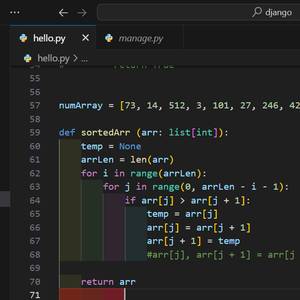 django
hello.py
manage.py
hello.py > ...
54 # return True
55
56
57 numArray = [73, 14, 512, 3, 101, 27, 246, 42
58
59 def sortedArr (arr: list[int]):
60 temp = None
61 arrLen = len(arr)
62 for i in range(arrLen):
63 for j in range(0, arrLen - i - 1):
64 if arr[j] > arr[j + 1]:
65 temp = arr[j]
66 arr[j] = arr[j + 1]
67 arr[j + 1] = temp
68 #arr[j], arr[j + 1] = arr[j
69
70 return arr
71